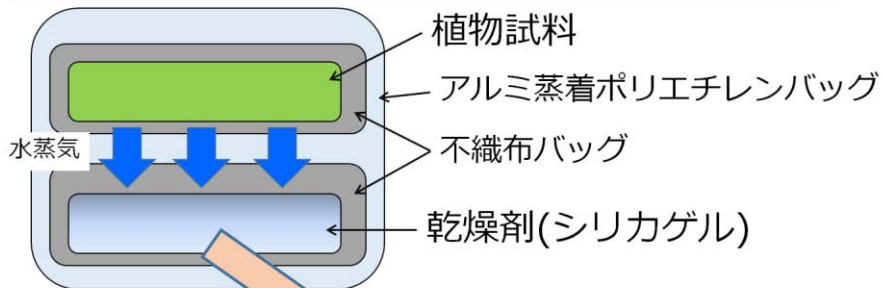 植物試料
アルミ蒸着ポリエチレンバッグ
水蒸気
不織布バッグ
乾燥剤(シリカゲル)